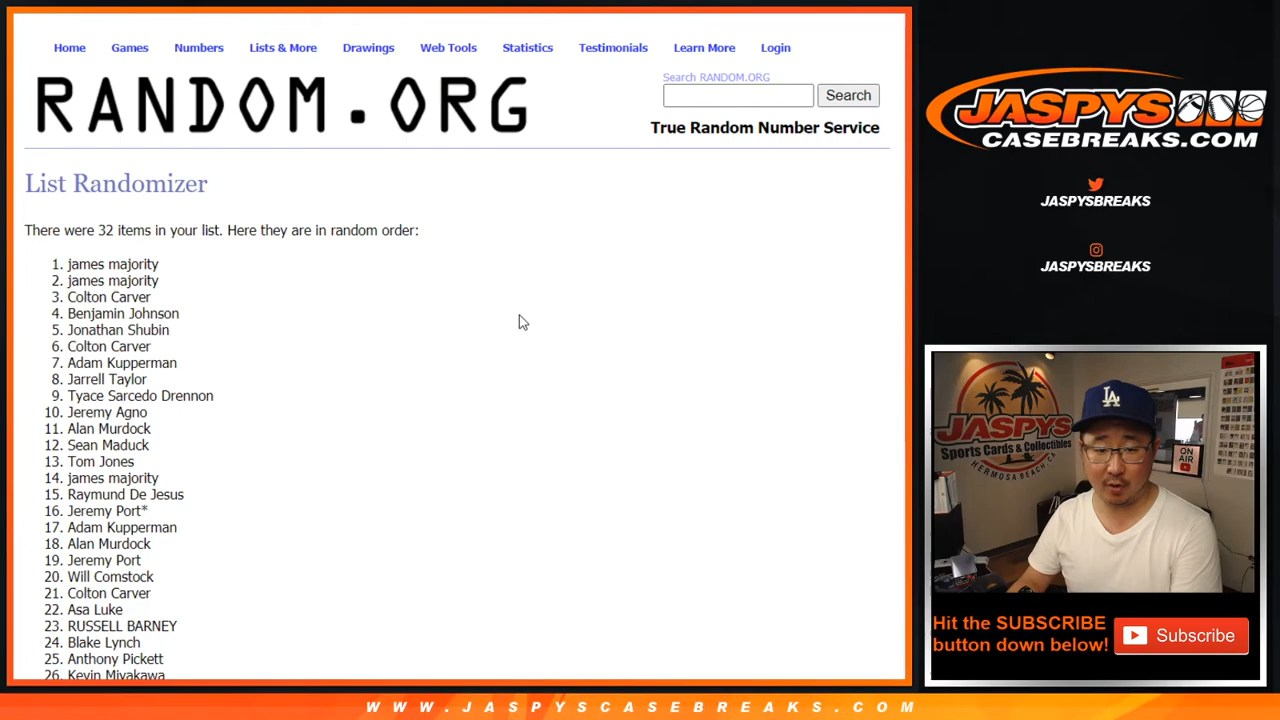 Home Games Numbers Lists & More Drawings Web Tools Statistics Testimonials Learn More Login
RANDOM.ORG
Search RANDOM.ORG
Search
True Random Number Service
List Randomizer
There were 32 items in your list. Here they are in random order:
1. james majority
2. james majority
3. Colton Carver
4. Benjamin Johnson
5. Jonathan Shubin
6. Colton Carver
7. Adam Kupperman
8. Jarrell Taylor
9. Tyace Sarcedo Drennon
10. Jeremy Agno
11. Alan Murdock
12. Sean Maduck
13. Tom Jones
14. james majority
15. Raymund De Jesus
16. Jeremy Port*
17. Adam Kupperman
18. Alan Murdock
19. Jeremy Port
20. Will Comstock
21. Colton Carver
22. Asa Luke
23. RUSSELL BARNEY
24. Blake Lynch
25. Anthony Pickett
26. Kevin Miyakawa
JASPYS
CASEBREAKS.COM
JASPYSBREAKS
JASPYSBREAKS
JASPYS
Sports Cards & Collectibles
HERMOSA BEACH, CA
LA
ON
AIR
Hit the SUBSCRIBE
button down below!
Subscribe
WWW.JASPYSCASEBREAKS.COM